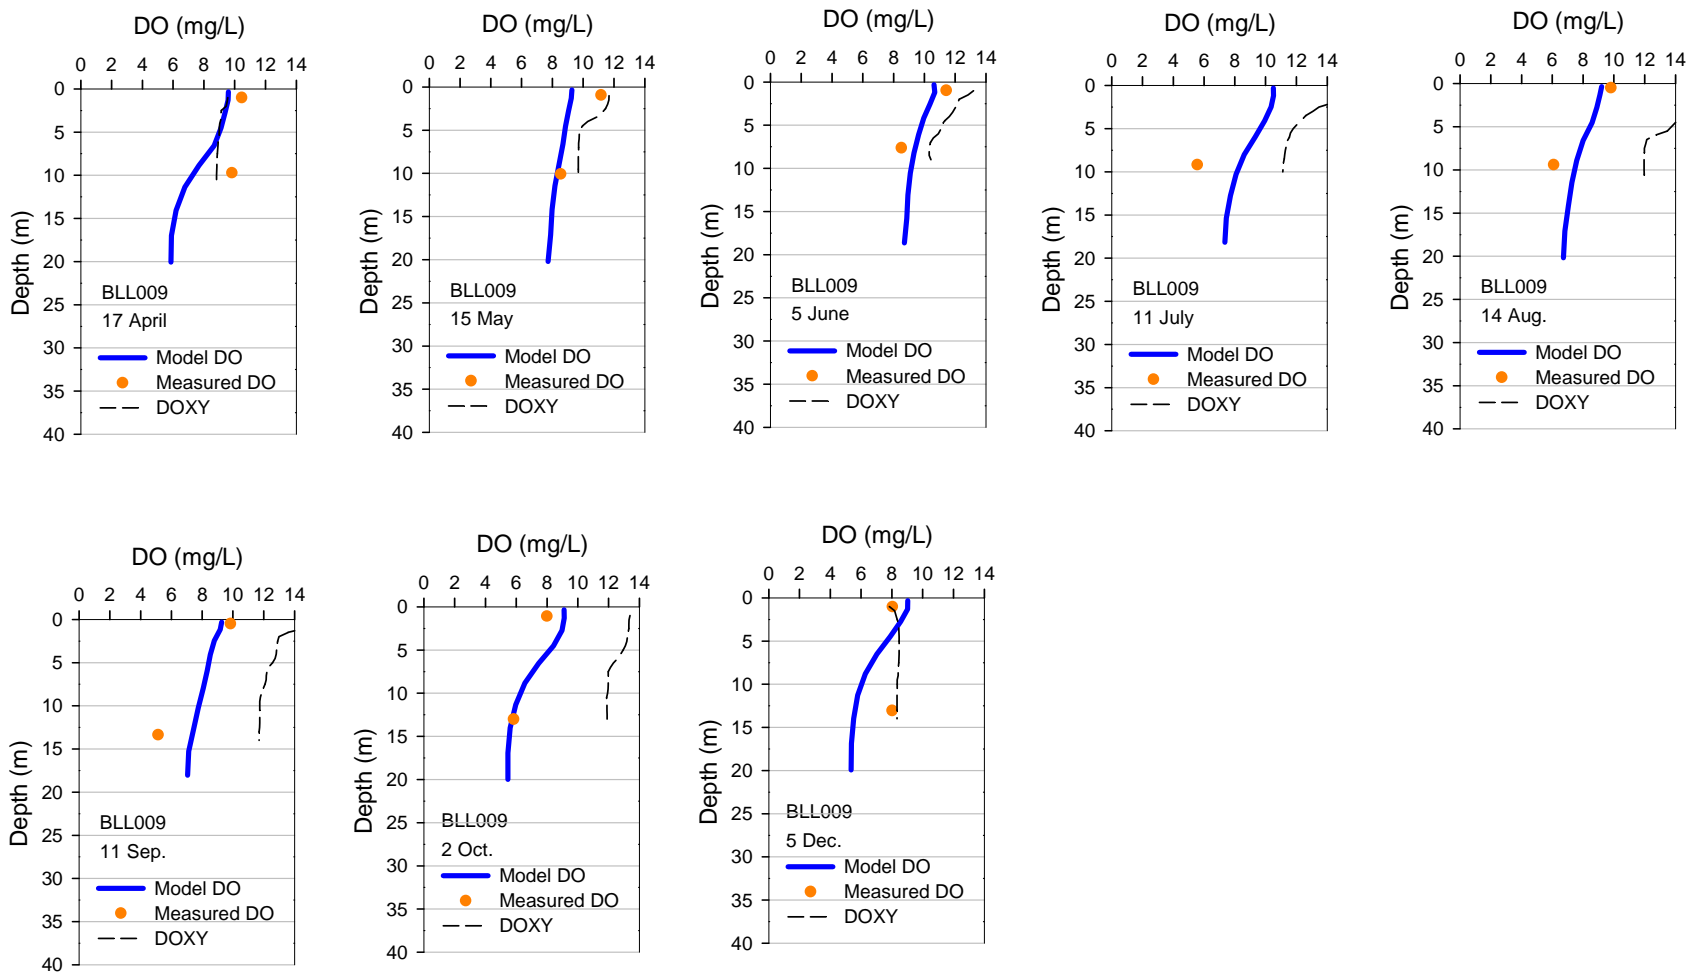 DO (mg/L)
0 2 4 6 8 10 12 14
0
5
10
15
20
25
30
35
40
Depth (m)
BLL009
17 April
Model DO
Measured DO
DOXY
DO (mg/L)
0 2 4 6 8 10 12 14
0
5
10
15
20
25
30
35
40
Depth (m)
BLL009
15 May
Model DO
Measured DO
DOXY
DO (mg/L)
0 2 4 6 8 10 12 14
0
5
10
15
20
25
30
35
40
Depth (m)
BLL009
5 June
Model DO
Measured DO
DOXY
DO (mg/L)
0 2 4 6 8 10 12 14
0
5
10
15
20
25
30
35
40
Depth (m)
BLL009
11 July
Model DO
Measured DO
DOXY
DO (mg/L)
0 2 4 6 8 10 12 14
0
5
10
15
20
25
30
35
40
Depth (m)
BLL009
14 Aug.
Model DO
Measured DO
DOXY
DO (mg/L)
0 2 4 6 8 10 12 14
0
5
10
15
20
25
30
35
40
Depth (m)
BLL009
11 Sep.
Model DO
Measured DO
DOXY
DO (mg/L)
0 2 4 6 8 10 12 14
0
5
10
15
20
25
30
35
40
Depth (m)
BLL009
2 Oct.
Model DO
Measured DO
DOXY
DO (mg/L)
0 2 4 6 8 10 12 14
0
5
10
15
20
25
30
35
40
Depth (m)
BLL009
5 Dec.
Model DO
Measured DO
DOXY